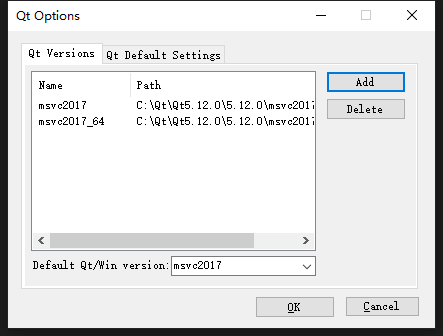 Qt Options
Qt Versions Qt Default Settings
Name Path
msvc2017 C:\Qt\Qt5.12.0\5.12.0\msvc2017
msvc2017_64 C:\Qt\Qt5.12.0\5.12.0\msvc2017
Add
Delete
Default Qt/Win version: msvc2017
OK Cancel